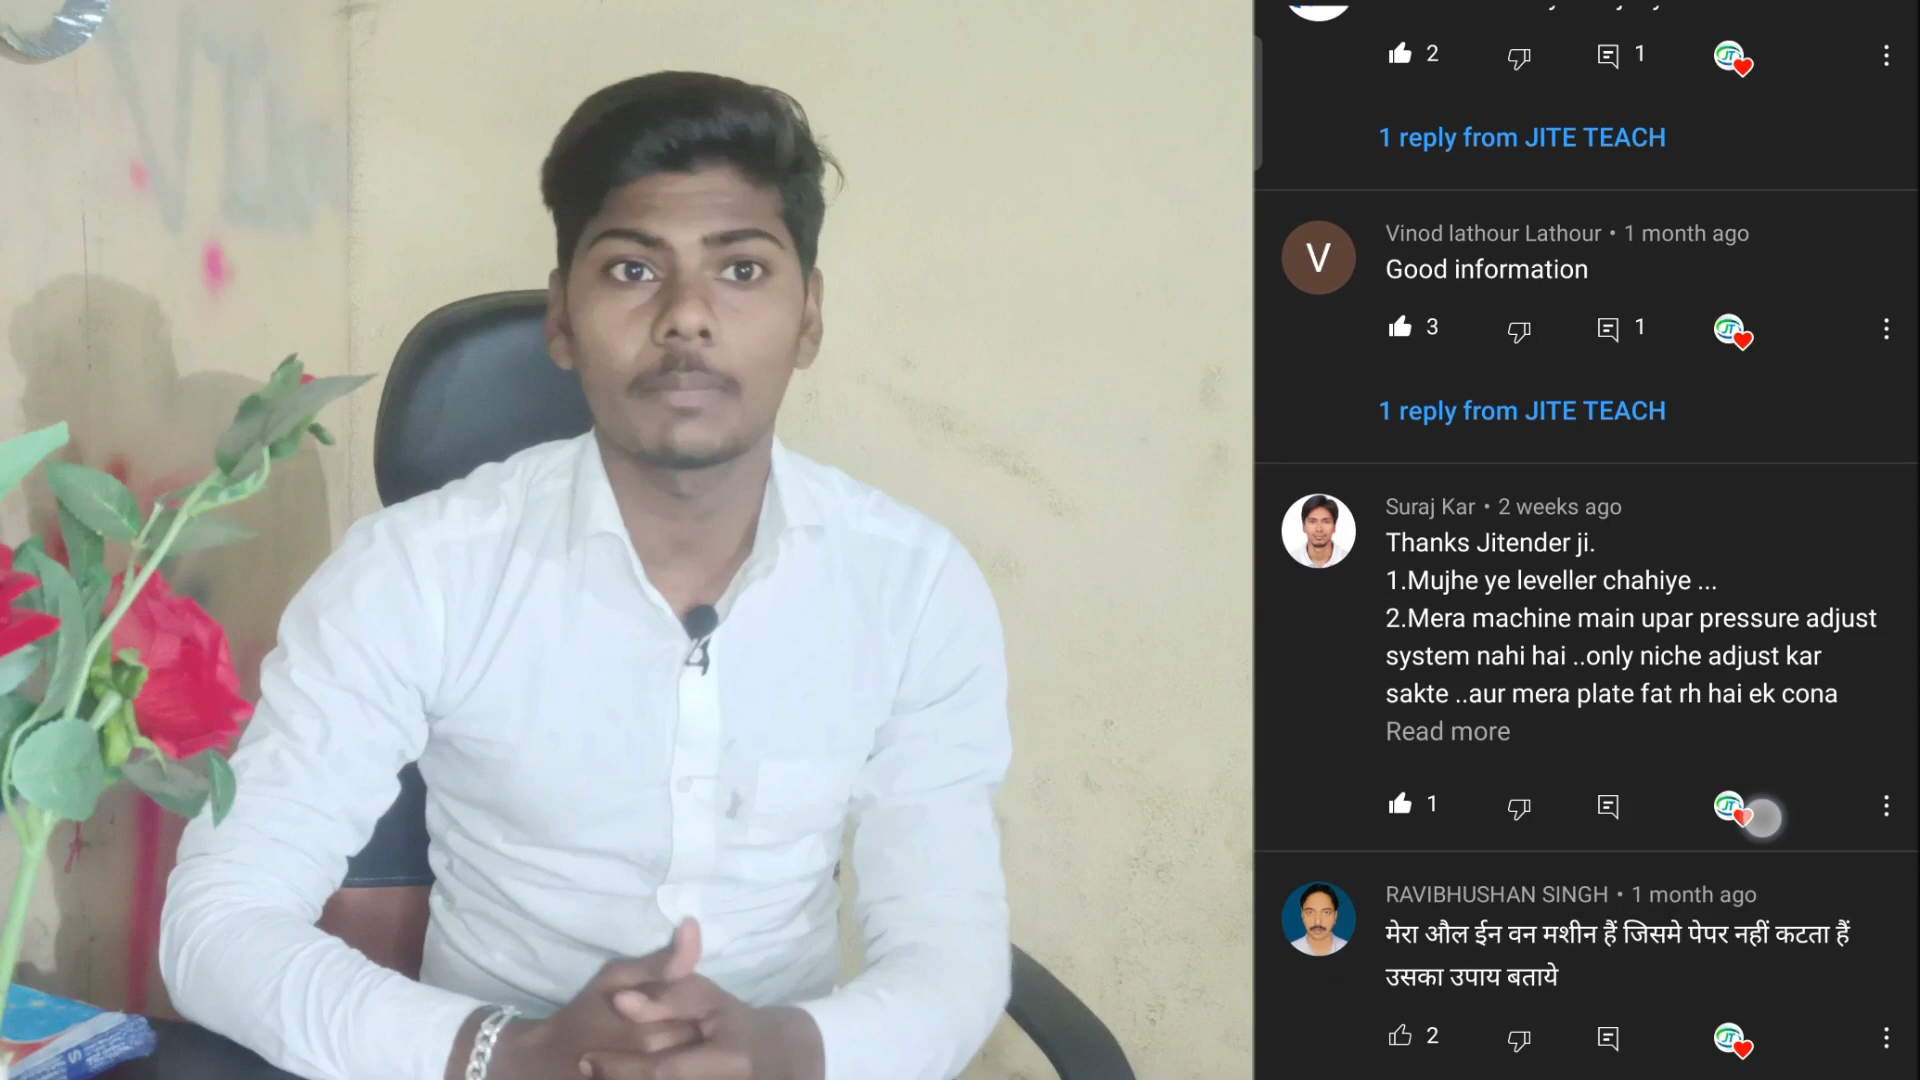 2
1
1 reply from JITE TEACH
V
Vinod lathour Lathour • 1 month ago
Good information
3
1
1 reply from JITE TEACH
Suraj Kar • 2 weeks ago
Thanks Jitender ji.
1.Mujhe ye leveller chahiye ...
2.Mera machine main upar pressure adjust
system nahi hai ..only niche adjust kar
sakte ..aur mera plate fat rh hai ek cona
Read more
1
RAVIBHUSHAN SINGH • 1 month ago
मेरा औल ईन वन मशीन हैं जिसमे पेपर नहीं कटता हैं
उसका उपाय बताये
2